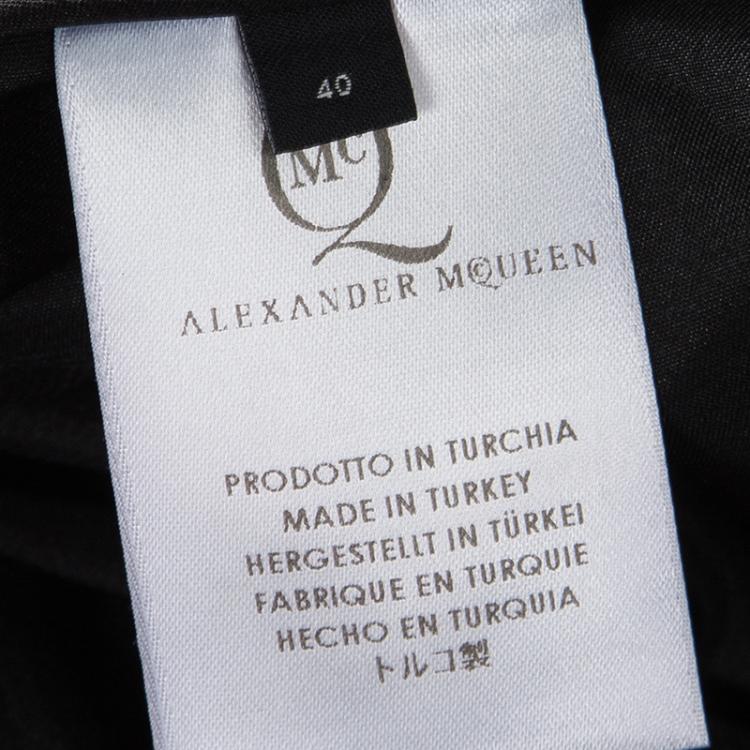 40
McQ
ALEXANDER MCQUEEN
PRODOTTO IN TURCHIA
MADE IN TURKEY
HERGESTELLT IN TÜRKEI
FABRIQUE EN TURQUIE
HECHO EN TURQUIA
トルコ製